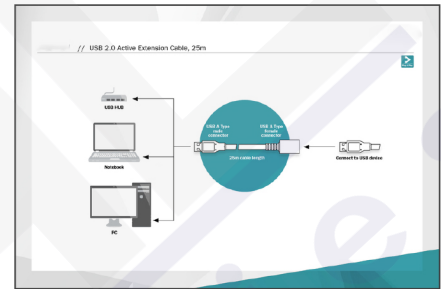 // USB 2.0 Active Extension Cable, 25m
USB HUB
USB A Type
male
connector
USB A Type
female
connector
25m cable length
Notebook
Connect to USB device
PC